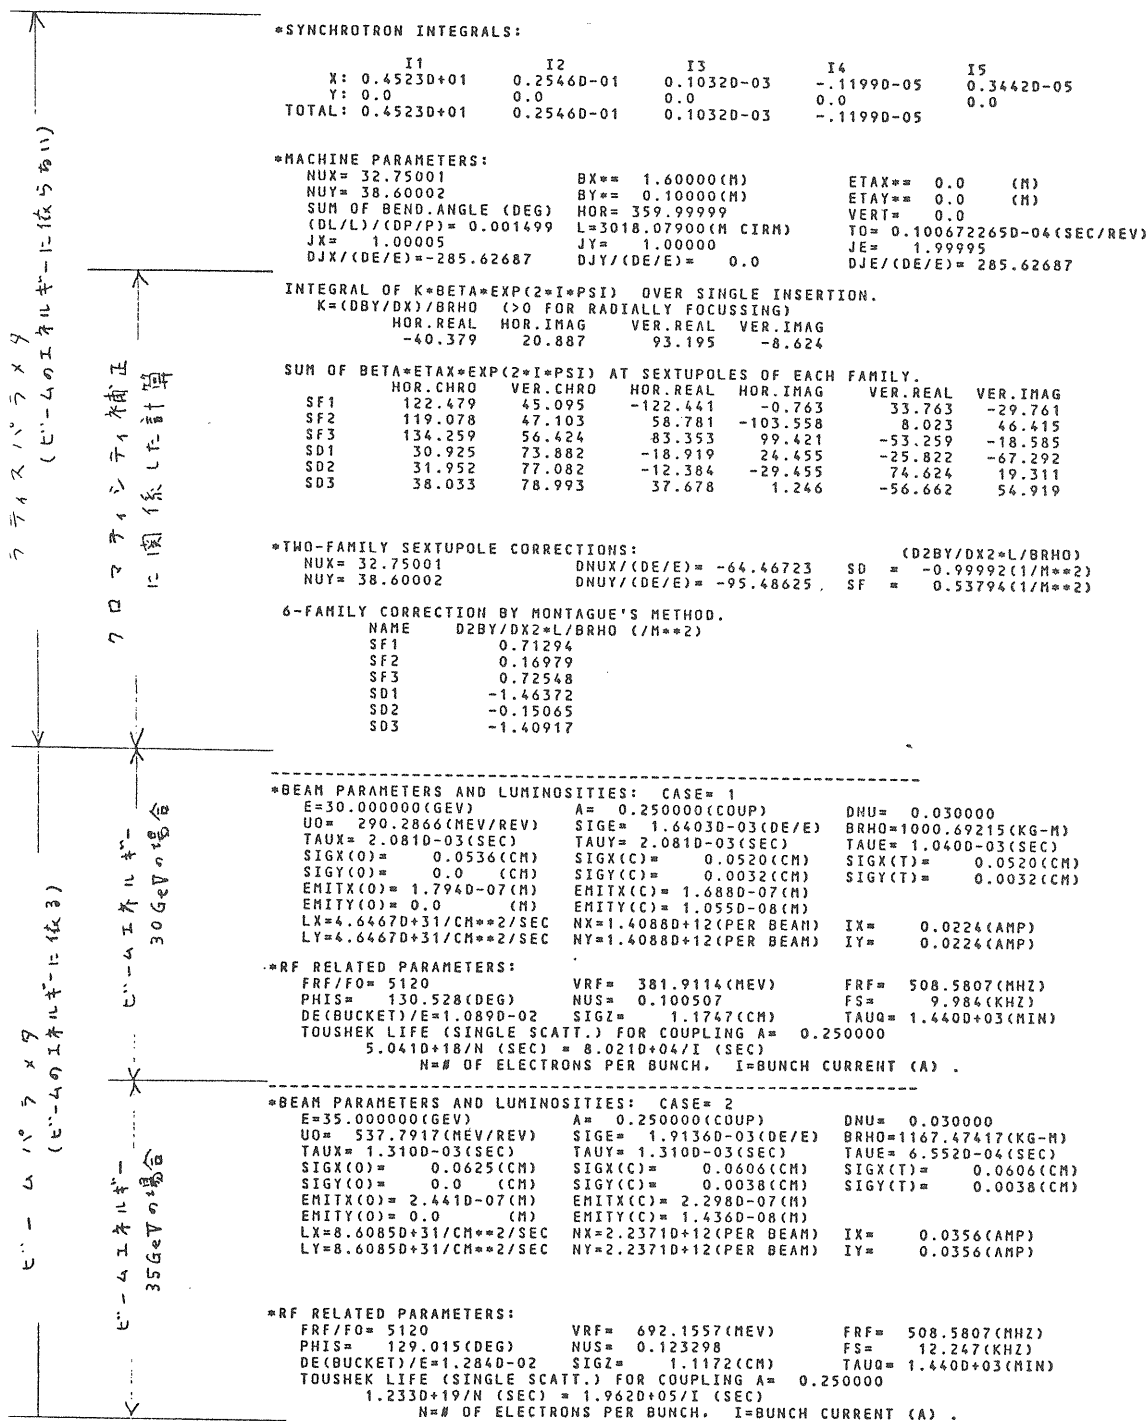 *SYNCHROTRON INTEGRALS:
I1 I2 I3 I4 I5
X: 0.4523D+01 0.2546D-01 0.1032D-03 -.1199D-05 0.3442D-05
Y: 0.0 0.0 0.0 0.0 0.0
TOTAL: 0.4523D+01 0.2546D-01 0.1032D-03 -.1199D-05
*MACHINE PARAMETERS:
NUX= 32.75001 BX*= 1.60000(M) ETAX*= 0.0 (M)
NUY= 38.60002 BY*= 0.10000(M) ETAY*= 0.0 (M)
SUM OF BEND.ANGLE (DEG) HOR= 359.99999 VERT= 0.0
(DL/L)/(DP/P)= 0.001499 L=3018.07900(M CIRM) TO= 0.100672265D-04(SEC/REV)
JX= 1.00005 JY= 1.00000 JE= 1.99995
DJX/(DE/E)=-285.62687 DJY/(DE/E)= 0.0 DJE/(DE/E)= 285.62687
INTEGRAL OF K*BETA*EXP(2*I*PSI) OVER SINGLE INSERTION.
K=(DBY/DX)/BRHO (>0 FOR RADIALLY FOCUSSING)
HOR.REAL HOR.IMAG VER.REAL VER.IMAG
-40.379 20.887 93.195 -8.624
SUM OF BETA*ETAX*EXP(2*I*PSI) AT SEXTUPOLES OF EACH FAMILY.
HOR.CHRO VER.CHRO HOR.REAL HOR.IMAG VER.REAL VER.IMAG
SF1 122.479 45.095 -122.441 -0.763 33.763 -29.761
SF2 119.078 47.103 58.781 -103.558 8.023 46.415
SF3 134.259 56.424 83.353 99.421 -53.259 -18.585
SD1 30.925 73.882 -18.919 24.455 -25.822 -67.292
SD2 31.952 77.082 -12.384 -29.455 74.624 19.311
SD3 38.033 78.993 37.678 1.246 -56.662 54.919
*TWO-FAMILY SEXTUPOLE CORRECTIONS: (D2BY/DX2*L/BRHO)
NUX= 32.75001 DNUX/(DE/E)= -64.46723 SD = -0.99992(1/M**2)
NUY= 38.60002 DNUY/(DE/E)= -95.48625 SF = 0.53794(1/M**2)
6-FAMILY CORRECTION BY MONTAGUE'S METHOD.
NAME D2BY/DX2*L/BRHO (/M**2)
SF1 0.71294
SF2 0.16979
SF3 0.72548
SD1 -1.46372
SD2 -0.15065
SD3 -1.40917
*BEAM PARAMETERS AND LUMINOSITIES: CASE= 1
E=30.000000(GEV) A= 0.250000(COUP) DNU= 0.030000
UO= 290.2866(MEV/REV) SIGE= 1.6403D-03(DE/E) BRHO=1000.69215(KG-M)
TAUX= 2.081D-03(SEC) TAUY= 2.081D-03(SEC) TAUE= 1.040D-03(SEC)
SIGX(O)= 0.0536(CM) SIGX(C)= 0.0520(CM) SIGX(T)= 0.0520(CM)
SIGY(O)= 0.0 (CM) SIGY(C)= 0.0032(CM) SIGY(T)= 0.0032(CM)
EMITX(O)= 1.794D-07(M) EMITX(C)= 1.688D-07(M)
EMITY(O)= 0.0 (M) EMITY(C)= 1.055D-08(M)
LX=4.6467D+31/CM**2/SEC NX=1.4088D+12(PER BEAM) IX= 0.0224(AMP)
LY=4.6467D+31/CM**2/SEC NY=1.4088D+12(PER BEAM) IY= 0.0224(AMP)
*RF RELATED PARAMETERS:
FRF/FO= 5120 VRF= 381.9114(MEV) FRF= 508.5807(MHZ)
PHIS= 130.528(DEG) NUS= 0.100507 FS= 9.984(KHZ)
DE(BUCKET)/E=1.089D-02 SIGZ= 1.1747(CM) TAUQ= 1.440D+03(MIN)
TOUSHEK LIFE (SINGLE SCATT.) FOR COUPLING A= 0.250000
5.041D+18/N (SEC) = 8.021D+04/I (SEC)
N=# OF ELECTRONS PER BUNCH. I=BUNCH CURRENT (A) .
*BEAM PARAMETERS AND LUMINOSITIES: CASE= 2
E=35.000000(GEV) A= 0.250000(COUP) DNU= 0.030000
UO= 537.7917(MEV/REV) SIGE= 1.9136D-03(DE/E) BRHO=1167.47417(KG-M)
TAUX= 1.310D-03(SEC) TAUY= 1.310D-03(SEC) TAUE= 6.552D-04(SEC)
SIGX(O)= 0.0625(CM) SIGX(C)= 0.0606(CM) SIGX(T)= 0.0606(CM)
SIGY(O)= 0.0 (CM) SIGY(C)= 0.0038(CM) SIGY(T)= 0.0038(CM)
EMITX(O)= 2.441D-07(M) EMITX(C)= 2.298D-07(M)
EMITY(O)= 0.0 (M) EMITY(C)= 1.436D-08(M)
LX=8.6085D+31/CM**2/SEC NX=2.2371D+12(PER BEAM) IX= 0.0356(AMP)
LY=8.6085D+31/CM**2/SEC NY=2.2371D+12(PER BEAM) IY= 0.0356(AMP)
*RF RELATED PARAMETERS:
FRF/FO= 5120 VRF= 692.1557(MEV) FRF= 508.5807(MHZ)
PHIS= 129.015(DEG) NUS= 0.123298 FS= 12.247(KHZ)
DE(BUCKET)/E=1.284D-02 SIGZ= 1.1172(CM) TAUQ= 1.440D+03(MIN)
TOUSHEK LIFE (SINGLE SCATT.) FOR COUPLING A= 0.250000
1.233D+19/N (SEC) = 1.962D+05/I (SEC)
N=# OF ELECTRONS PER BUNCH. I=BUNCH CURRENT (A) .
ラティスパラメタ
(ビームのエネルギーに依らない)
クロマティシティ補正
に関係した計算
ビームパラメタ
(ビームのエネルギーに依る)
ビームエネルギー
30GeVの場合
ビームエネルギー
35GeVの場合